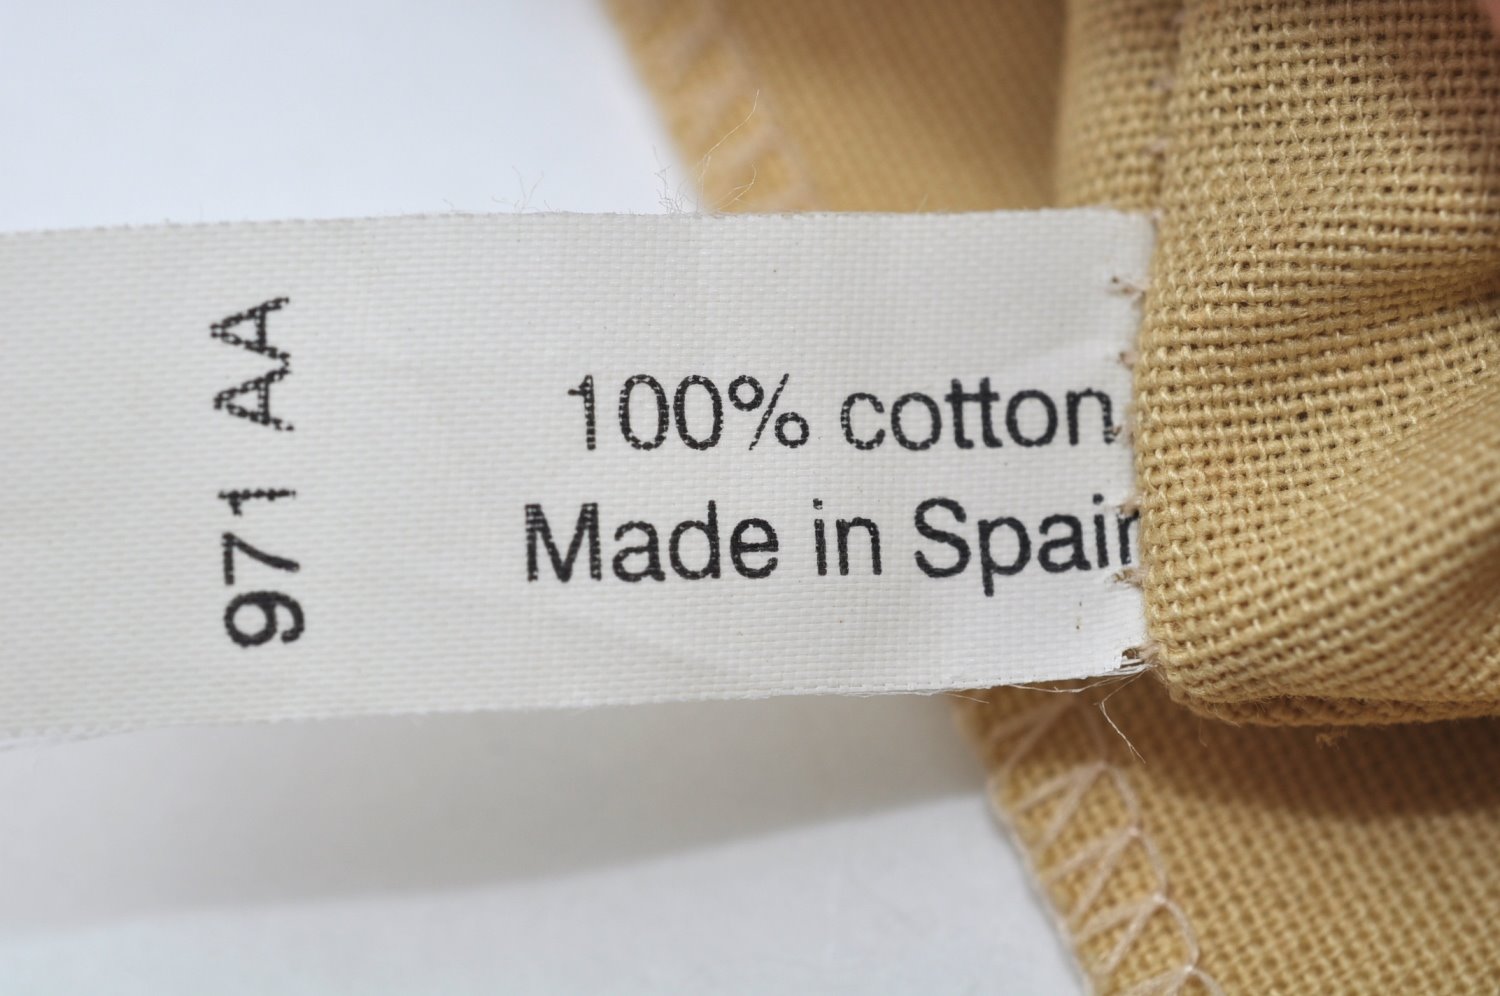 971 AA
100% cotton
Made in Spain